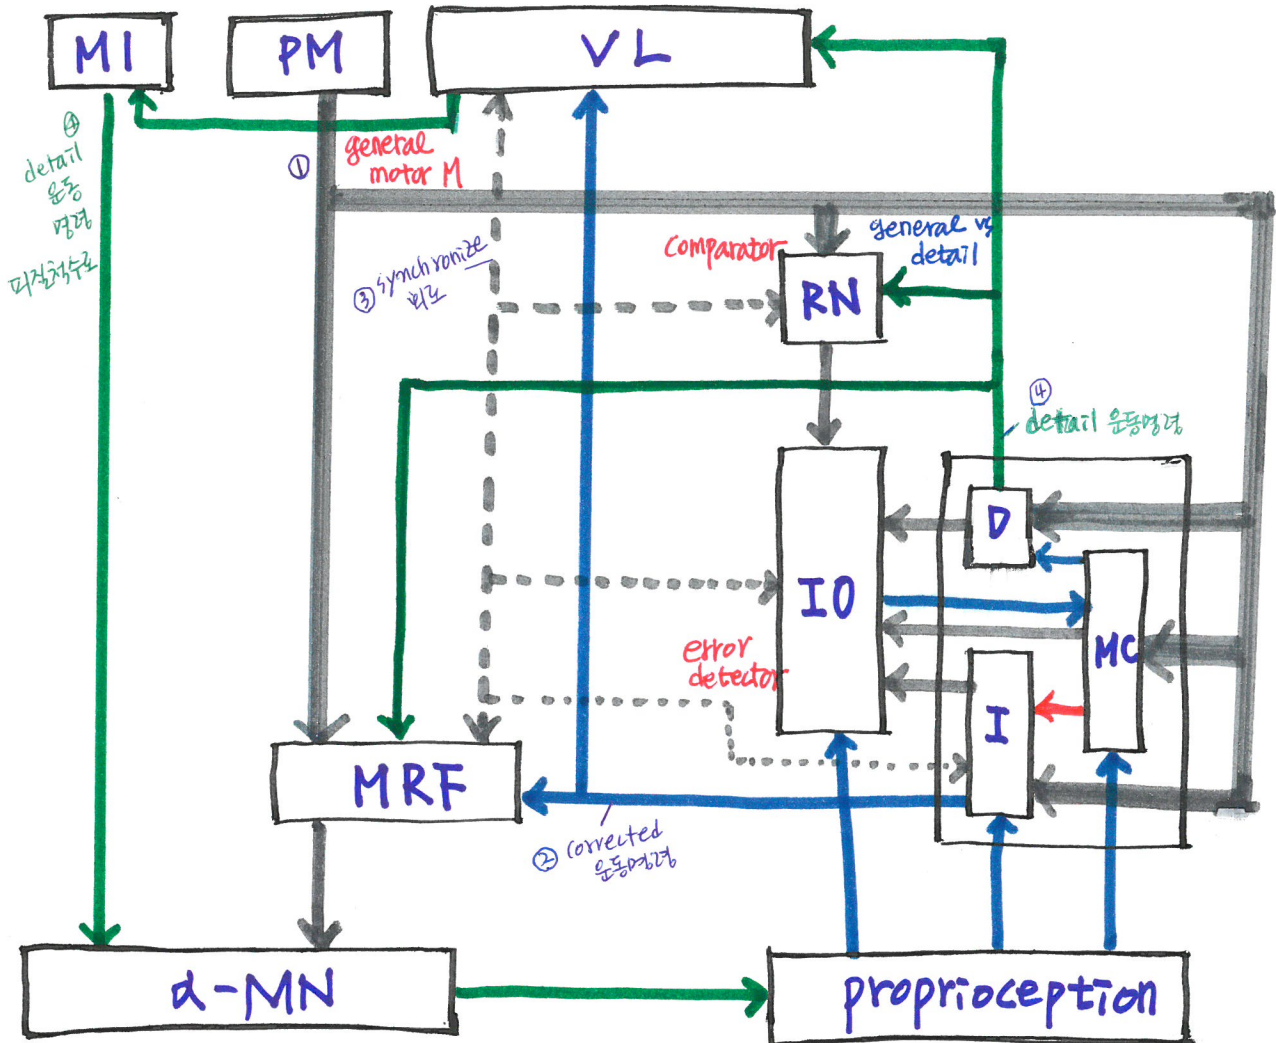 MI
PM
VL
④
detail
운동
명령
피질척수로
①
general
motor M
comparator
general vs
detail
③ synchronize
회로
RN
④
detail 운동명령
D
IO
MC
error
detector
I
MRF
② corrected
운동명령
α-MN
proprioception